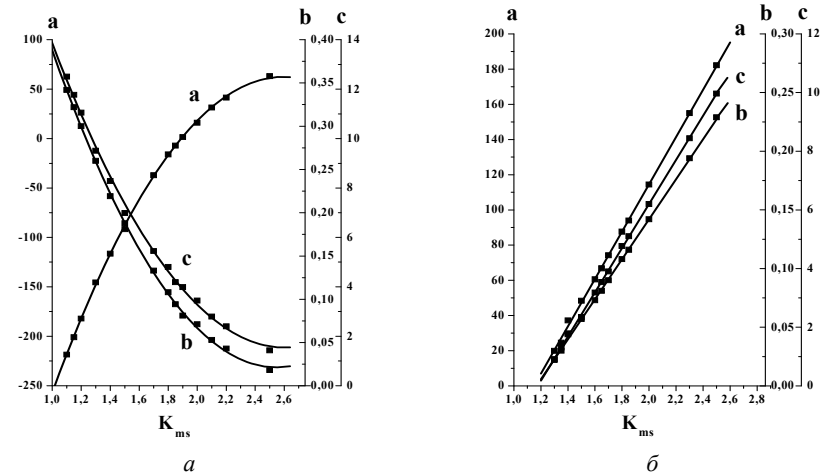 a b c a b c
100 0,40 14 200 0,30 12
180
50 0,35 12 a 10
a 160 0,25 c
0 0,30 10 140 b
0,20 8
-50 0,25 8 120
100 0,15 6
-100 0,20 6 80
0,15 0,10 4
-150 c 4 60
0,10 40
-200 b 2 0,05 2
0,05 20
-250 0,00 0 0 0,00 0
1,0 1,2 1,4 1,6 1,8 2,0 2,2 2,4 2,6 1,0 1,2 1,4 1,6 1,8 2,0 2,2 2,4 2,6 2,8
Kms Kms
а б